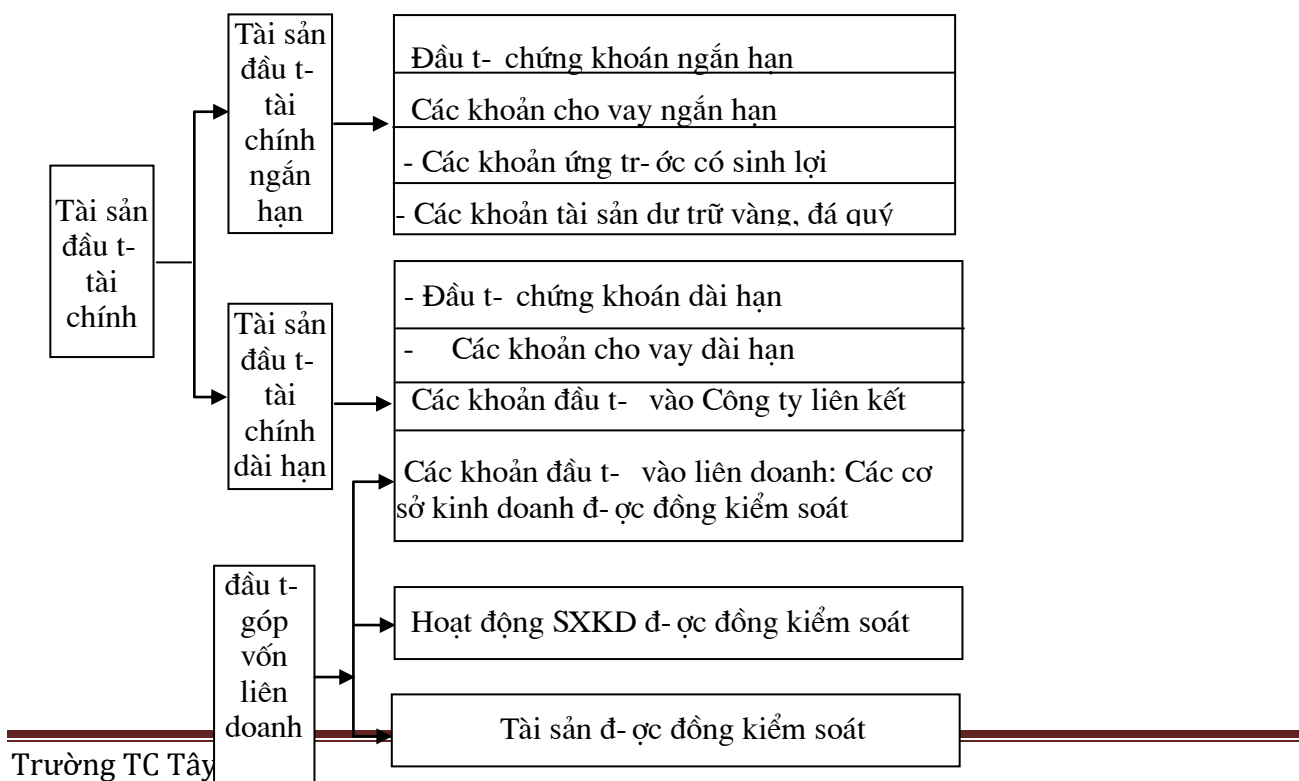 Tài sản
đầu t-
tài
chính
Tài sản
đầu t-
tài
chính
ngắn
hạn
Đầu t- chứng khoán ngắn hạn
Các khoản cho vay ngắn hạn
- Các khoản ứng tr- ớc có sinh lợi
- Các khoản tài sản dư trữ vàng, đá quý
Tài sản
đầu t-
tài
chính
dài hạn
- Đầu t- chứng khoán dài hạn
- Các khoản cho vay dài hạn
Các khoản đầu t- vào Công ty liên kết
Các khoản đầu t- vào liên doanh: Các cơ
sở kinh doanh đ- ợc đồng kiểm soát
đầu t-
góp
vốn
liên
doanh
Hoạt động SXKD đ- ợc đồng kiểm soát
Tài sản đ- ợc đồng kiểm soát
Trường TC Tây